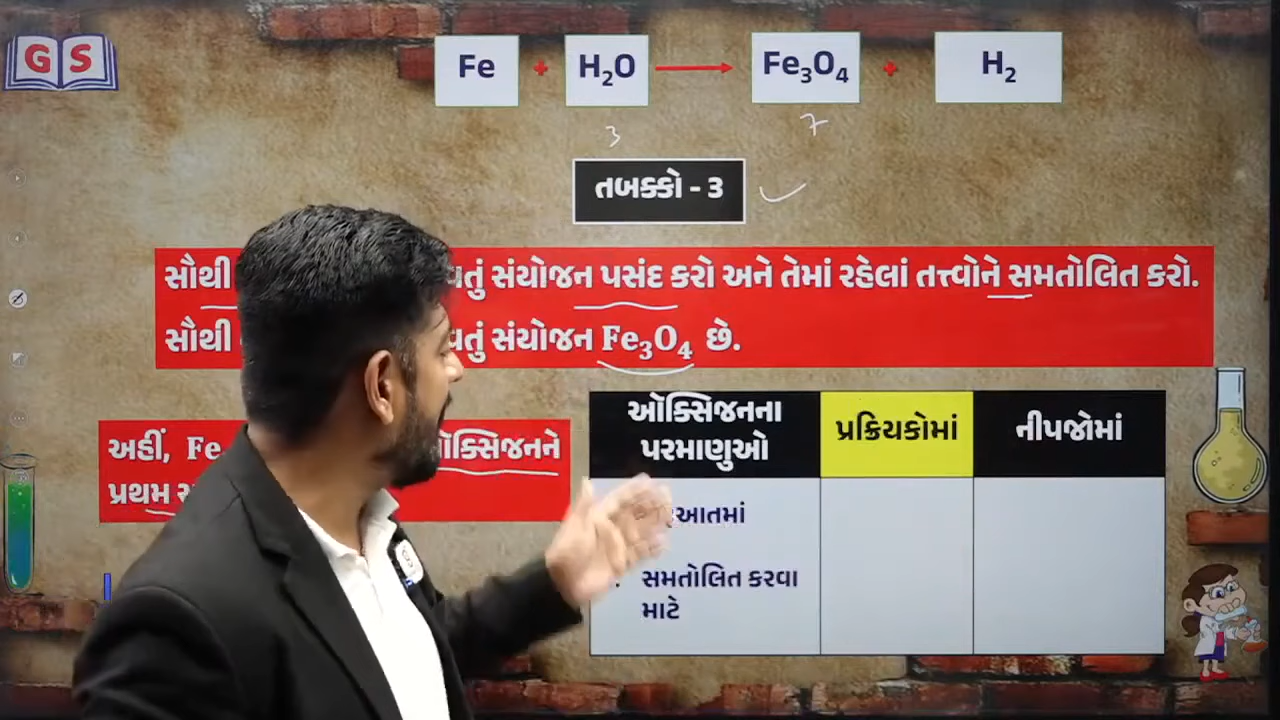 GS
Fe + H₂O → Fe₃O₄ + H₂
3 7
તબક્કો - 3
સૌથી સંયોજન પસંદ કરો અને તેમાં રહેલાં તત્ત્વોને સમતોલિત કરો.
સૌથી સંયોજન Fe₃O₄ છે.
અહીં, Fe ઓક્સિજનને
પ્રથમ
ઓક્સિજનના
પરમાણુઓ
પ્રક્રિયકોમાં
નીપજોમાં
સમતોલિત કરવા
માટે